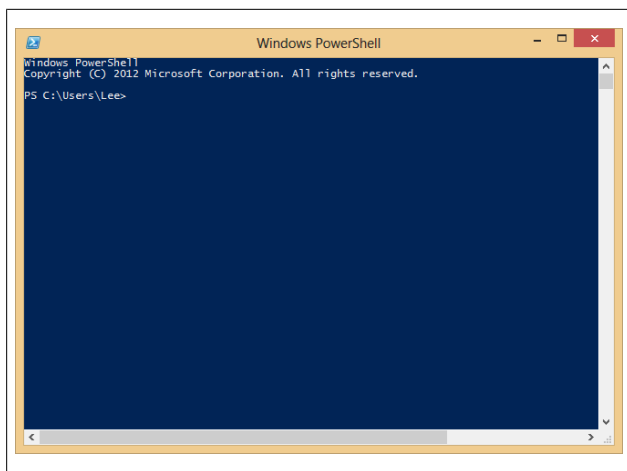 Windows PowerShell
Windows PowerShell
Copyright (C) 2012 Microsoft Corporation. All rights reserved.
PS C:\Users\Lee>